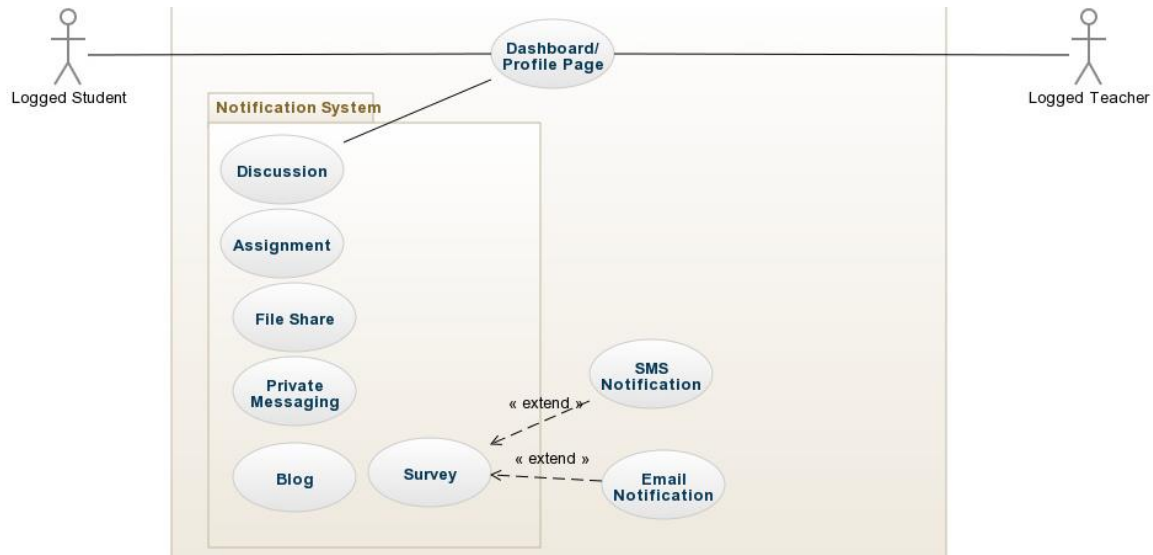 Dashboard/
Profile Page
Logged Student
Logged Teacher
Notification System
Discussion
Assignment
File Share
Private
Messaging
SMS
Notification
« extend »
« extend »
Blog
Survey
Email
Notification